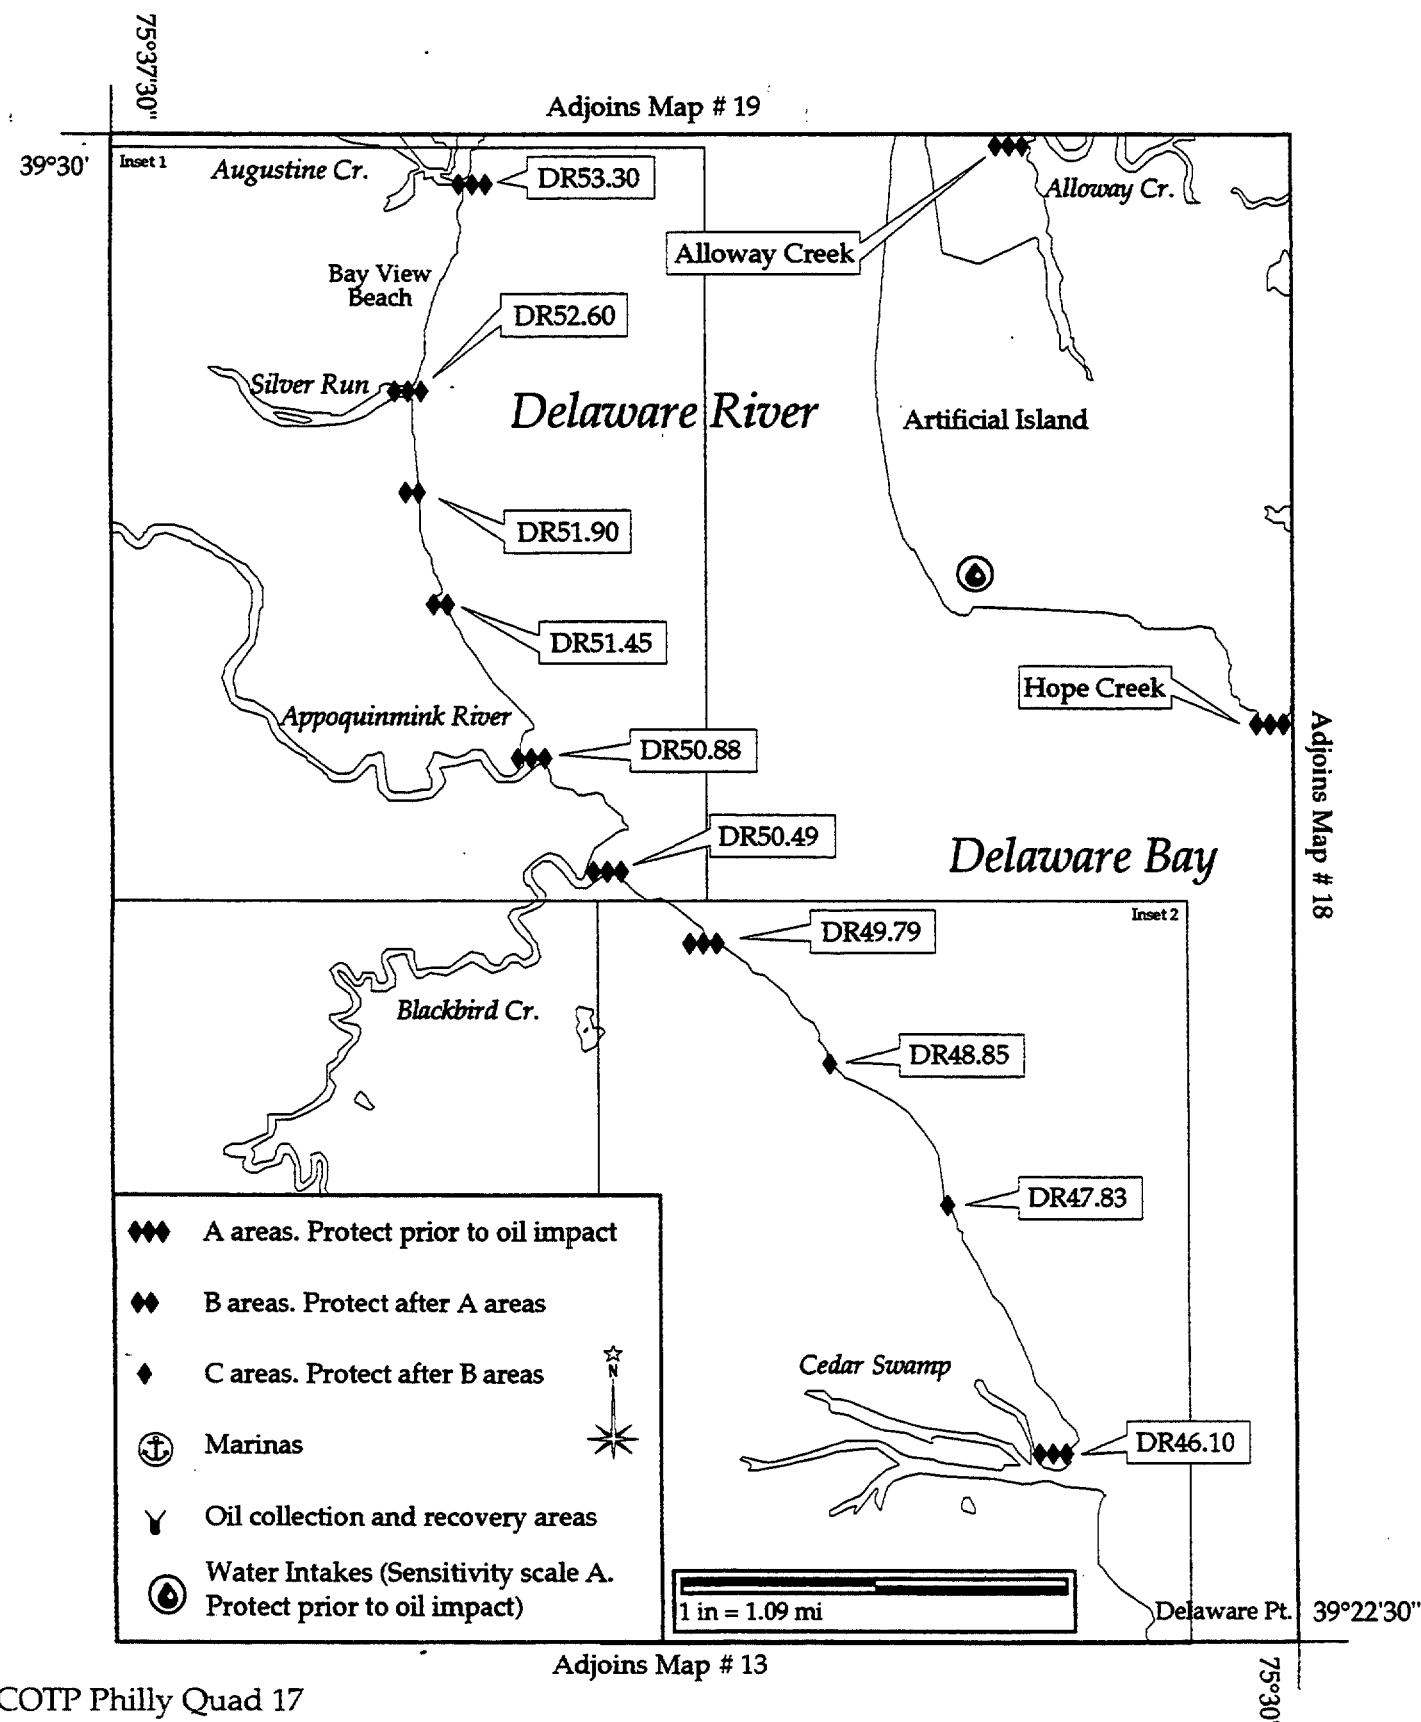 75°37'30"
Adjoins Map # 19
39°30'
Inset 1
Augustine Cr.
DR53.30
Alloway Cr.
Alloway Creek
Bay View
Beach
DR52.60
Silver Run
Delaware River
Artificial Island
DR51.90
DR51.45
Hope Creek
Appoquinmink River
DR50.88
Adjoins Map # 18
DR50.49
Delaware Bay
Inset 2
DR49.79
Blackbird Cr.
DR48.85
DR47.83
A areas. Protect prior to oil impact
B areas. Protect after A areas
C areas. Protect after B areas
N
Cedar Swamp
Marinas
DR46.10
Oil collection and recovery areas
Water Intakes (Sensitivity scale A.
Protect prior to oil impact)
1 in = 1.09 mi
Delaware Pt.
39°22'30"
Adjoins Map # 13
75°30'
COTP Philly Quad 17